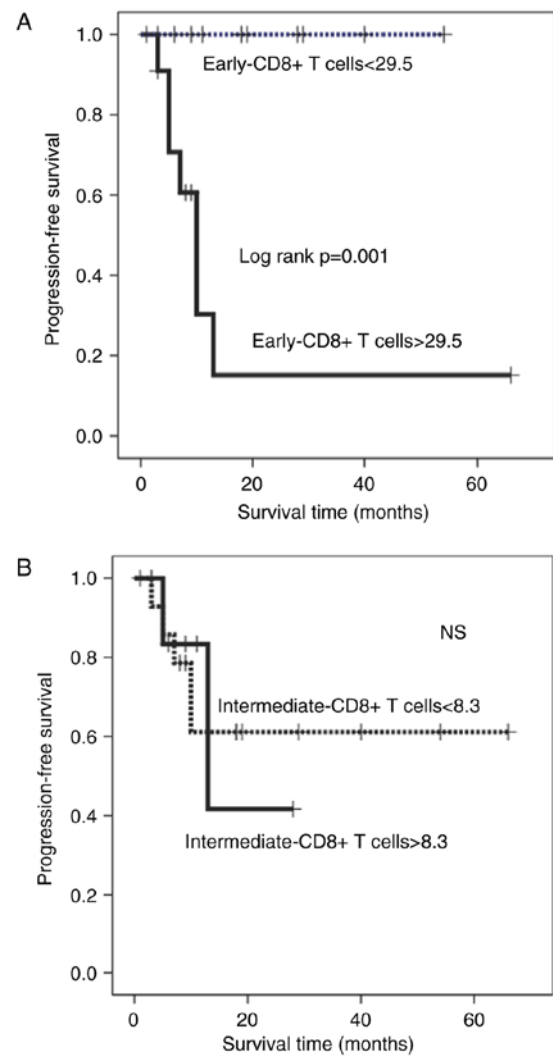 A
1.0
0.8
0.6
0.4
0.2
0.0
Progression-free survival
Early-CD8+ T cells<29.5
Log rank p=0.001
Early-CD8+ T cells>29.5
0 20 40 60
Survival time (months)
B
1.0
0.8
0.6
0.4
0.8
0.0
Progression-free survival
NS
Intermediate-CD8+ T cells<8.3
Intermediate-CD8+ T cells>8.3
0 20 40 60
Survival time (months)